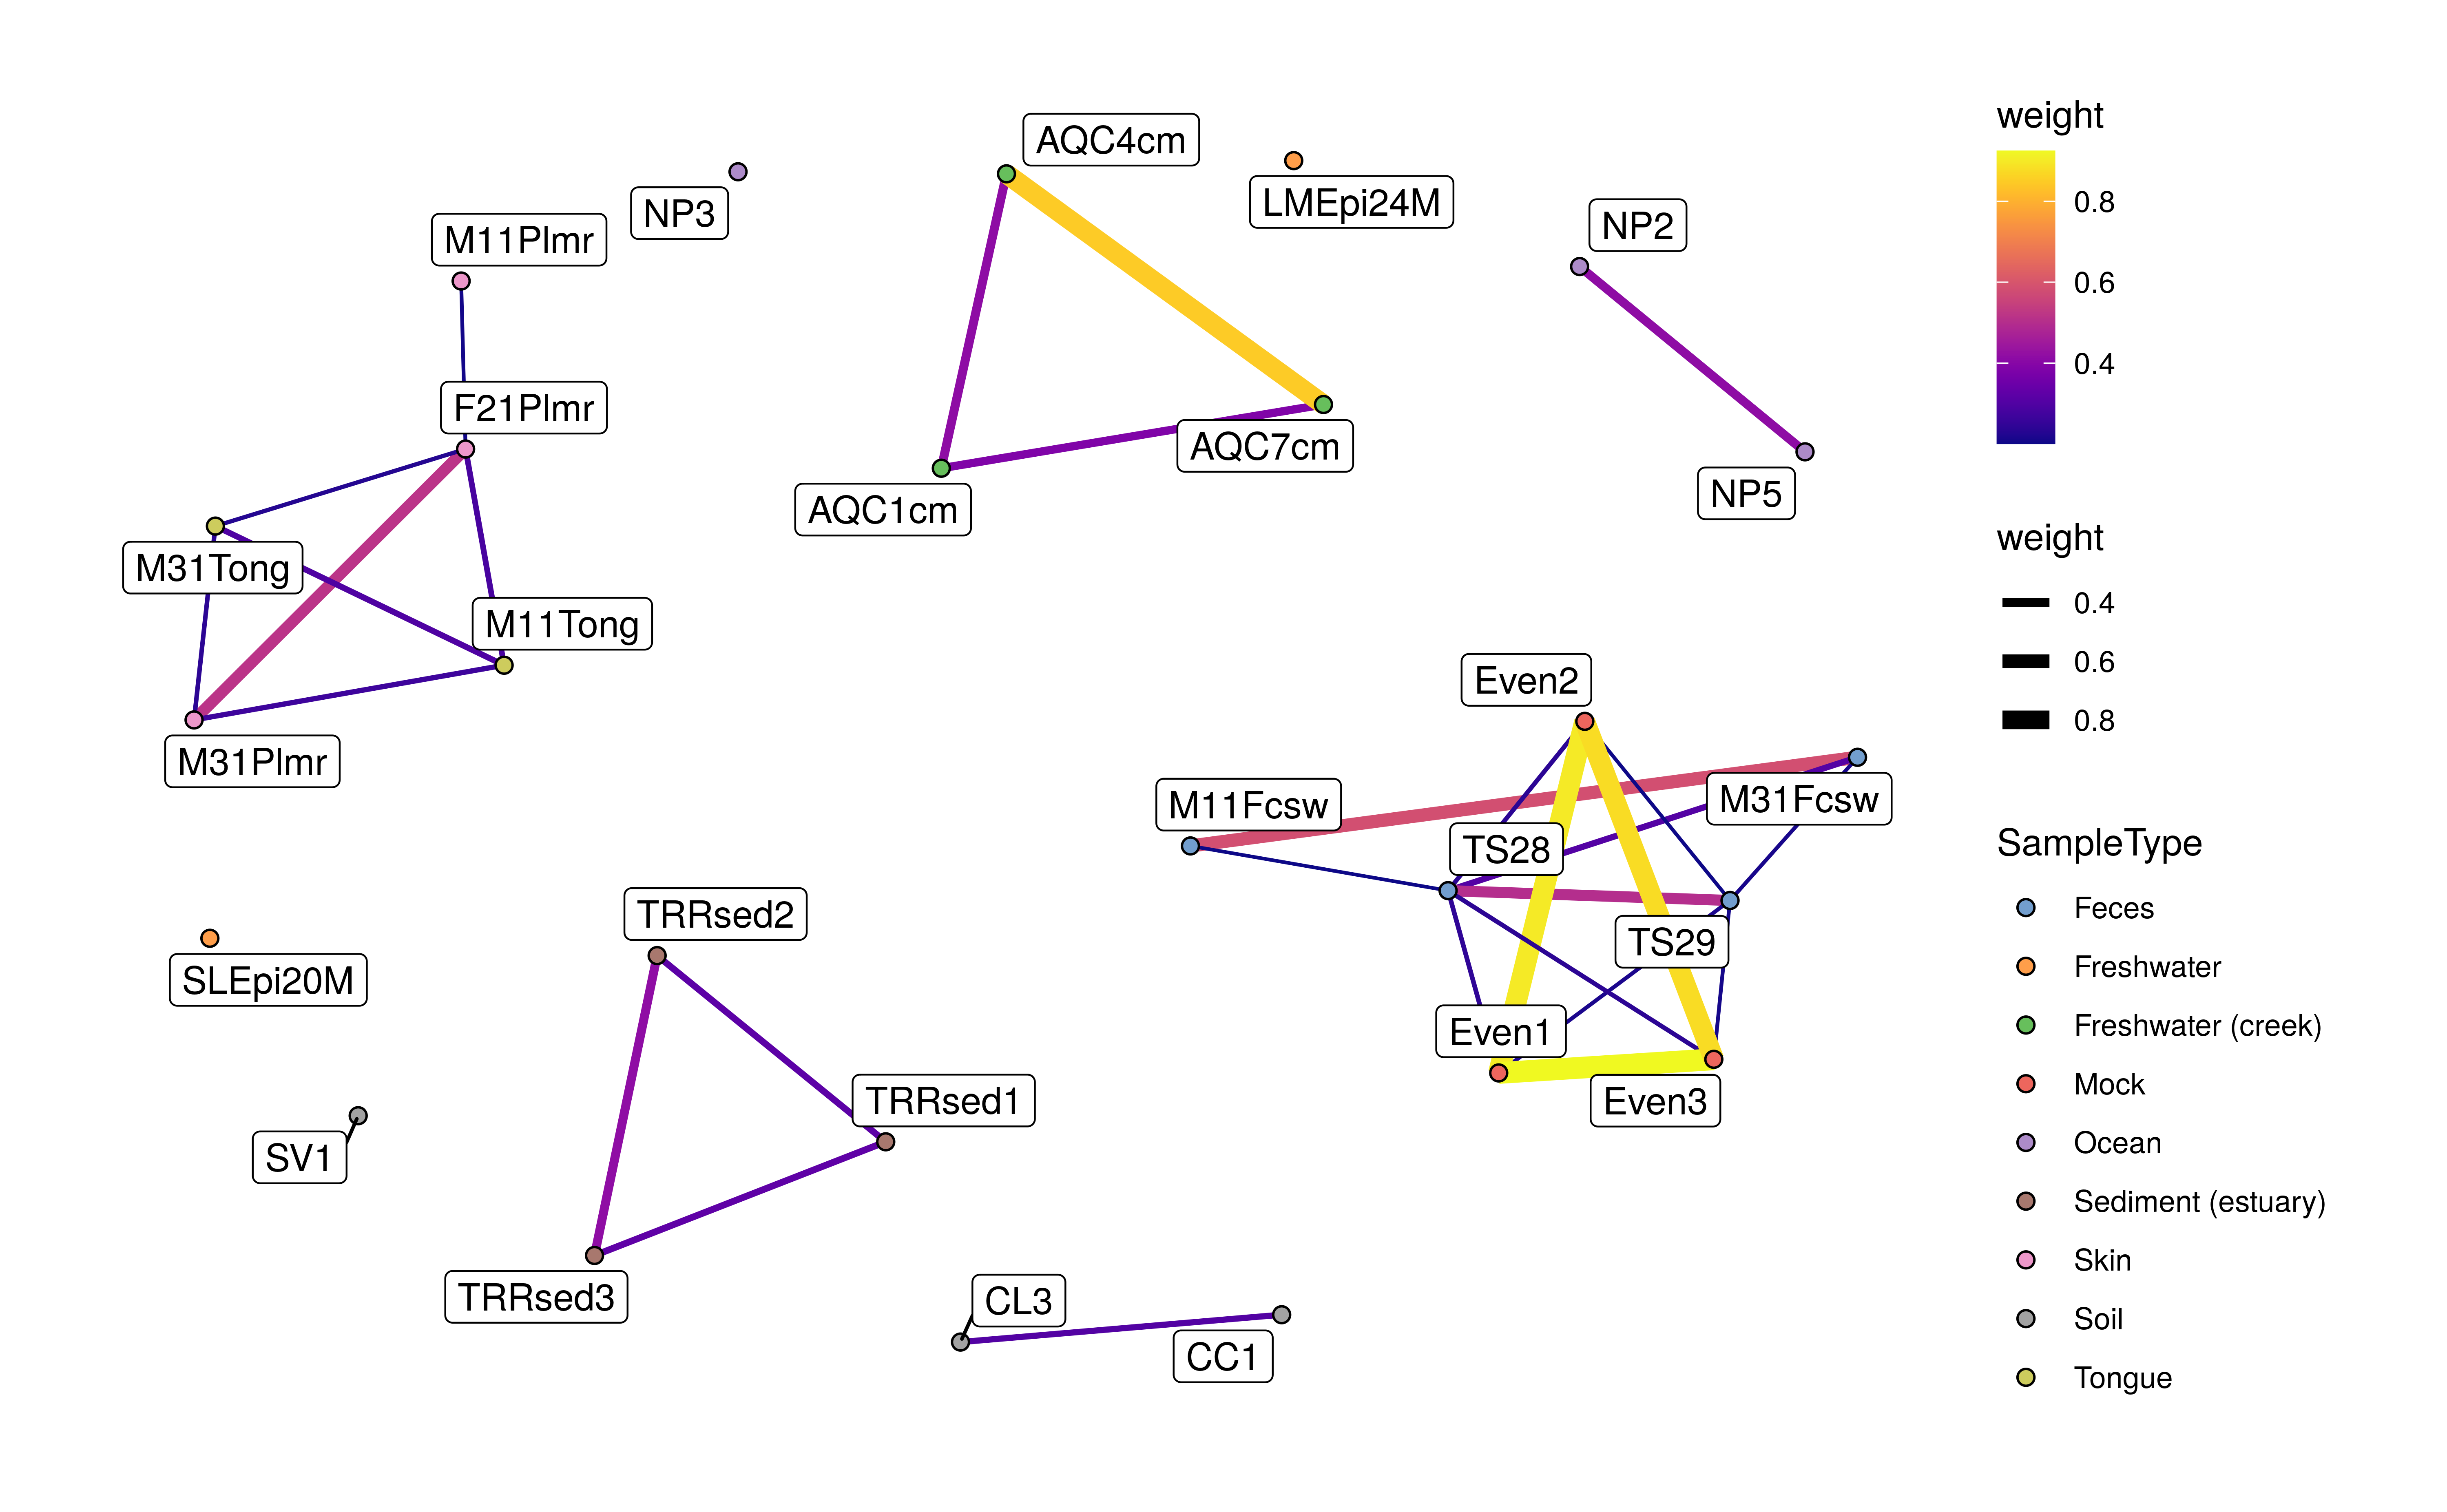 AQC4cm
LMEpi24M
NP3
NP2
M11Plmr
F21Plmr
AQC7cm
NP5
AQC1cm
M31Tong
M11Tong
M31Plmr
Even2
M31Fcsw
M11Fcsw
TS28
TS29
TRRsed2
SLEpi20M
Even1
Even3
TRRsed1
SV1
TRRsed3
CL3
CC1
weight
0.8
0.6
0.4
weight
0.4
0.6
0.8
SampleType
Feces
Freshwater
Freshwater (creek)
Mock
Ocean
Sediment (estuary)
Skin
Soil
Tongue